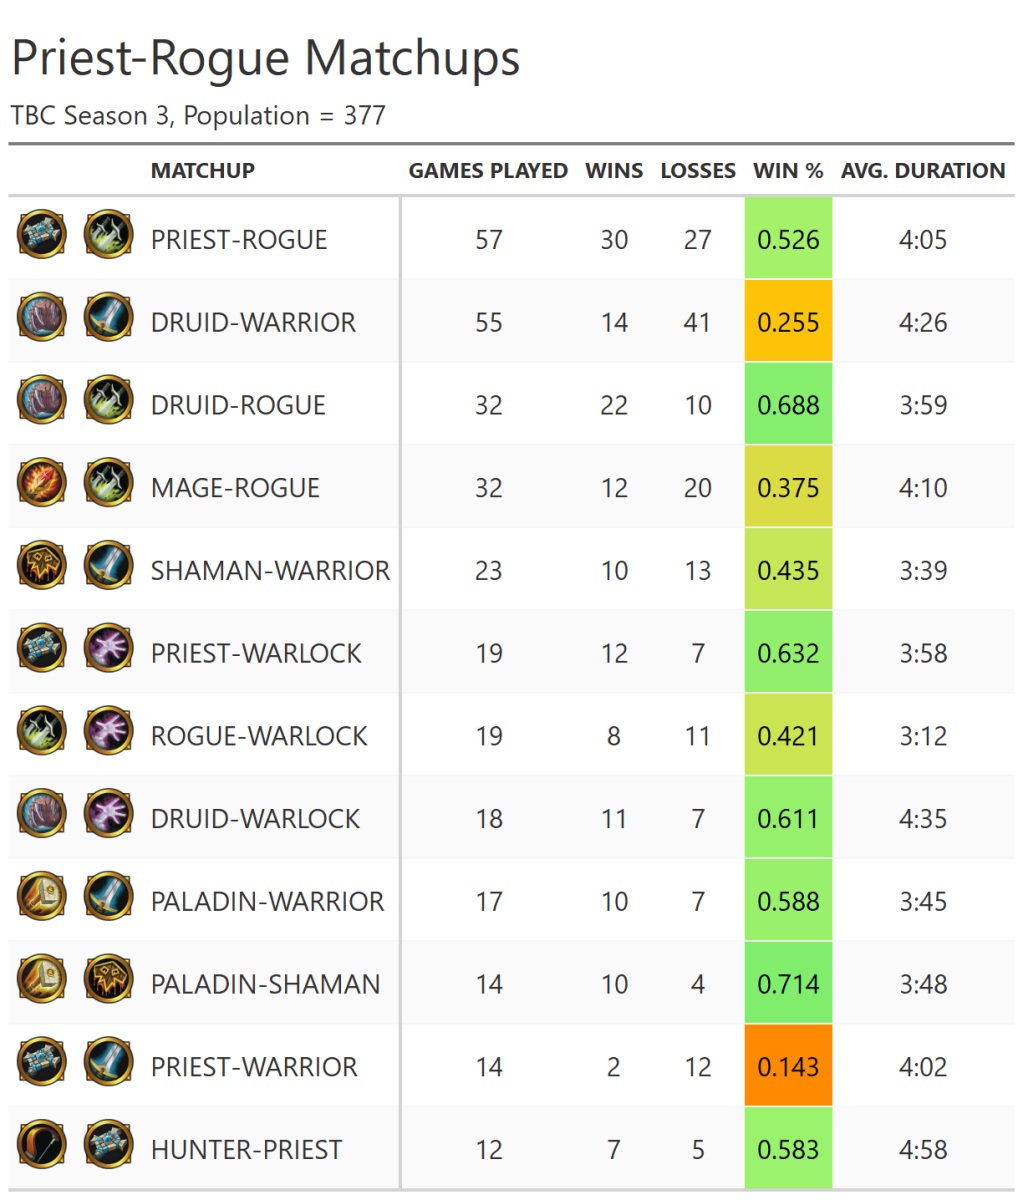 Priest-Rogue Matchups
TBC Season 3, Population = 377
MATCHUP GAMES PLAYED WINS LOSSES WIN % AVG. DURATION
PRIEST-ROGUE 57 30 27 0.526 4:05
DRUID-WARRIOR 55 14 41 0.255 4:26
DRUID-ROGUE 32 22 10 0.688 3:59
MAGE-ROGUE 32 12 20 0.375 4:10
SHAMAN-WARRIOR 23 10 13 0.435 3:39
PRIEST-WARLOCK 19 12 7 0.632 3:58
ROGUE-WARLOCK 19 8 11 0.421 3:12
DRUID-WARLOCK 18 11 7 0.611 4:35
PALADIN-WARRIOR 17 10 7 0.588 3:45
PALADIN-SHAMAN 14 10 4 0.714 3:48
PRIEST-WARRIOR 14 2 12 0.143 4:02
HUNTER-PRIEST 12 7 5 0.583 4:58